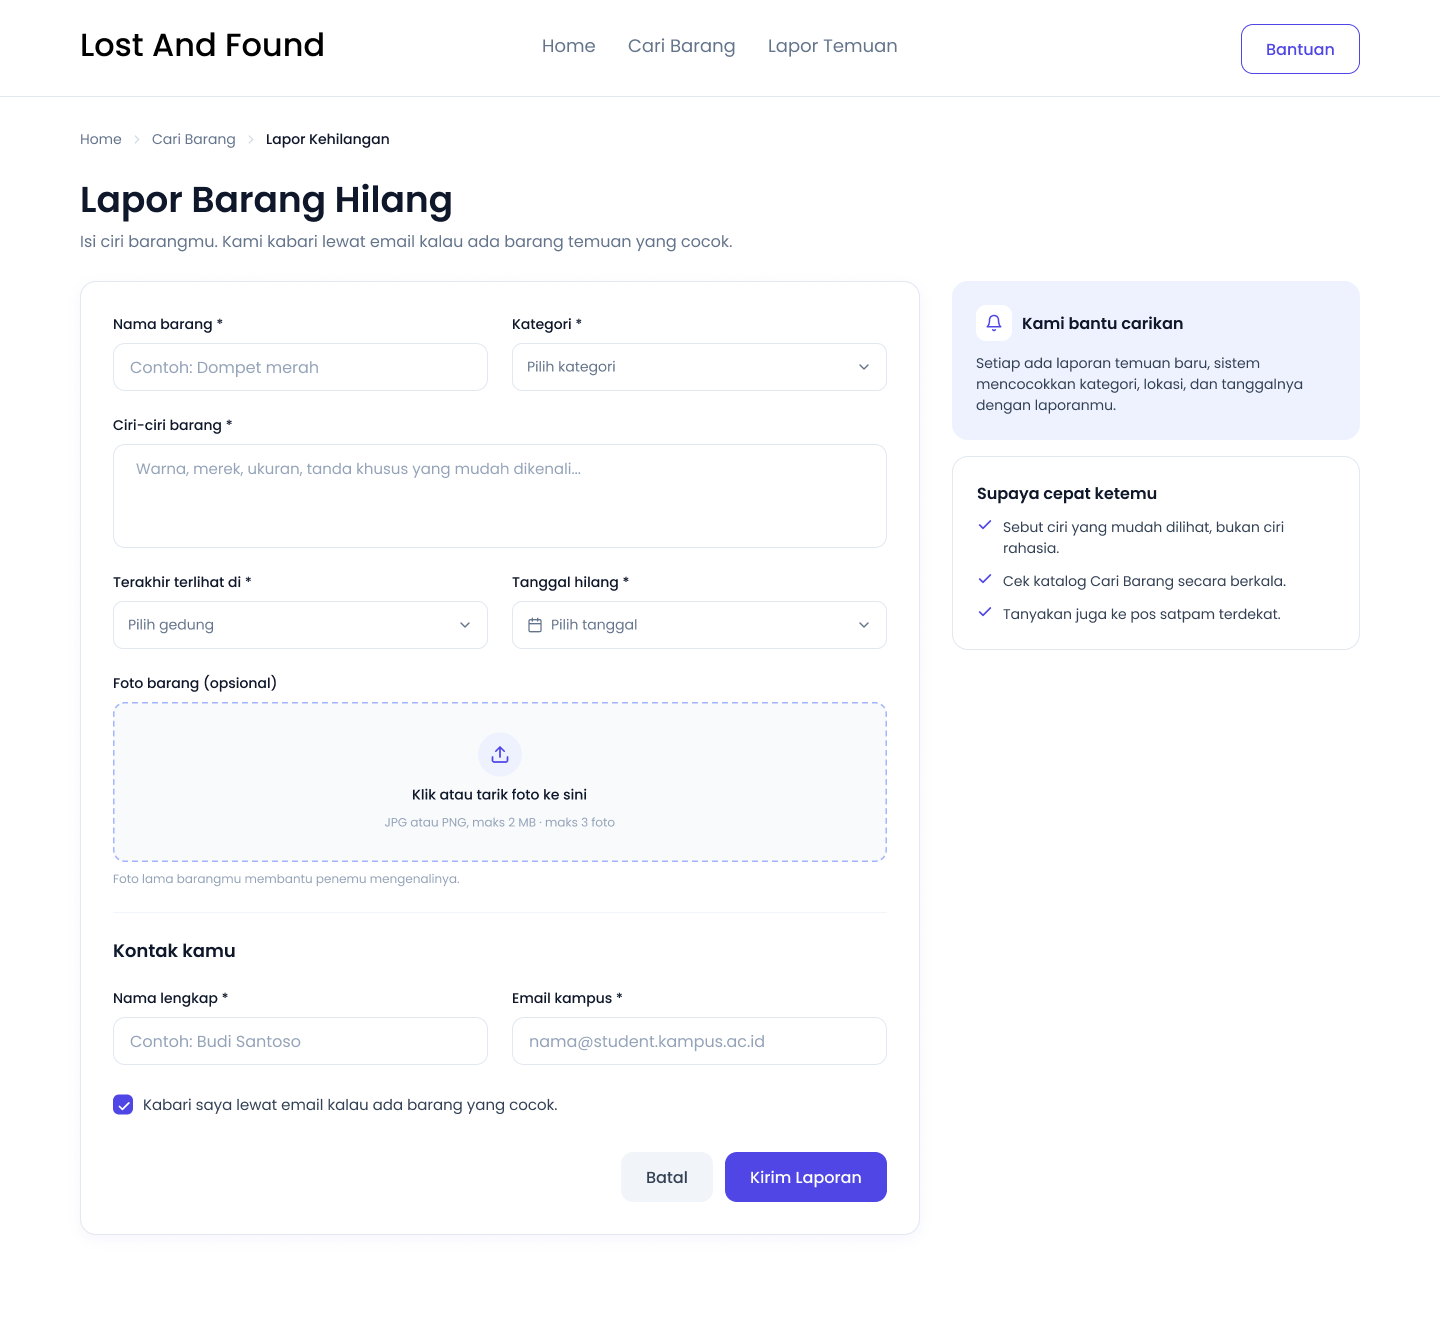 Lost And Found
Home
Cari Barang
Lapor Temuan
Bantuan
Home
Cari Barang
Lapor Kehilangan
Lapor Barang Hilang
Isi ciri barangmu. Kami kabari lewat email kalau ada barang temuan yang cocok.
Nama barang *
Contoh: Dompet merah
Kategori *
Pilih kategori
Ciri-ciri barang *
Warna, merek, ukuran, tanda khusus yang mudah dikenali...
Terakhir terlihat di *
Pilih gedung
Tanggal hilang *
Pilih tanggal
Foto barang (opsional)
Klik atau tarik foto ke sini
JPG atau PNG, maks 2 MB · maks 3 foto
Foto lama barangmu membantu penemu mengenalinya.
Kontak kamu
Nama lengkap *
Contoh: Budi Santoso
Email kampus *
nama@student.kampus.ac.id
Kabari saya lewat email kalau ada barang yang cocok.
Batal
Kirim Laporan
Kami bantu carikan
Setiap ada laporan temuan baru, sistem
mencocokkan kategori, lokasi, dan tanggalnya
dengan laporanmu.
Supaya cepat ketemu
Sebut ciri yang mudah dilihat, bukan ciri
rahasia.
Cek katalog Cari Barang secara berkala.
Tanyakan juga ke pos satpam terdekat.